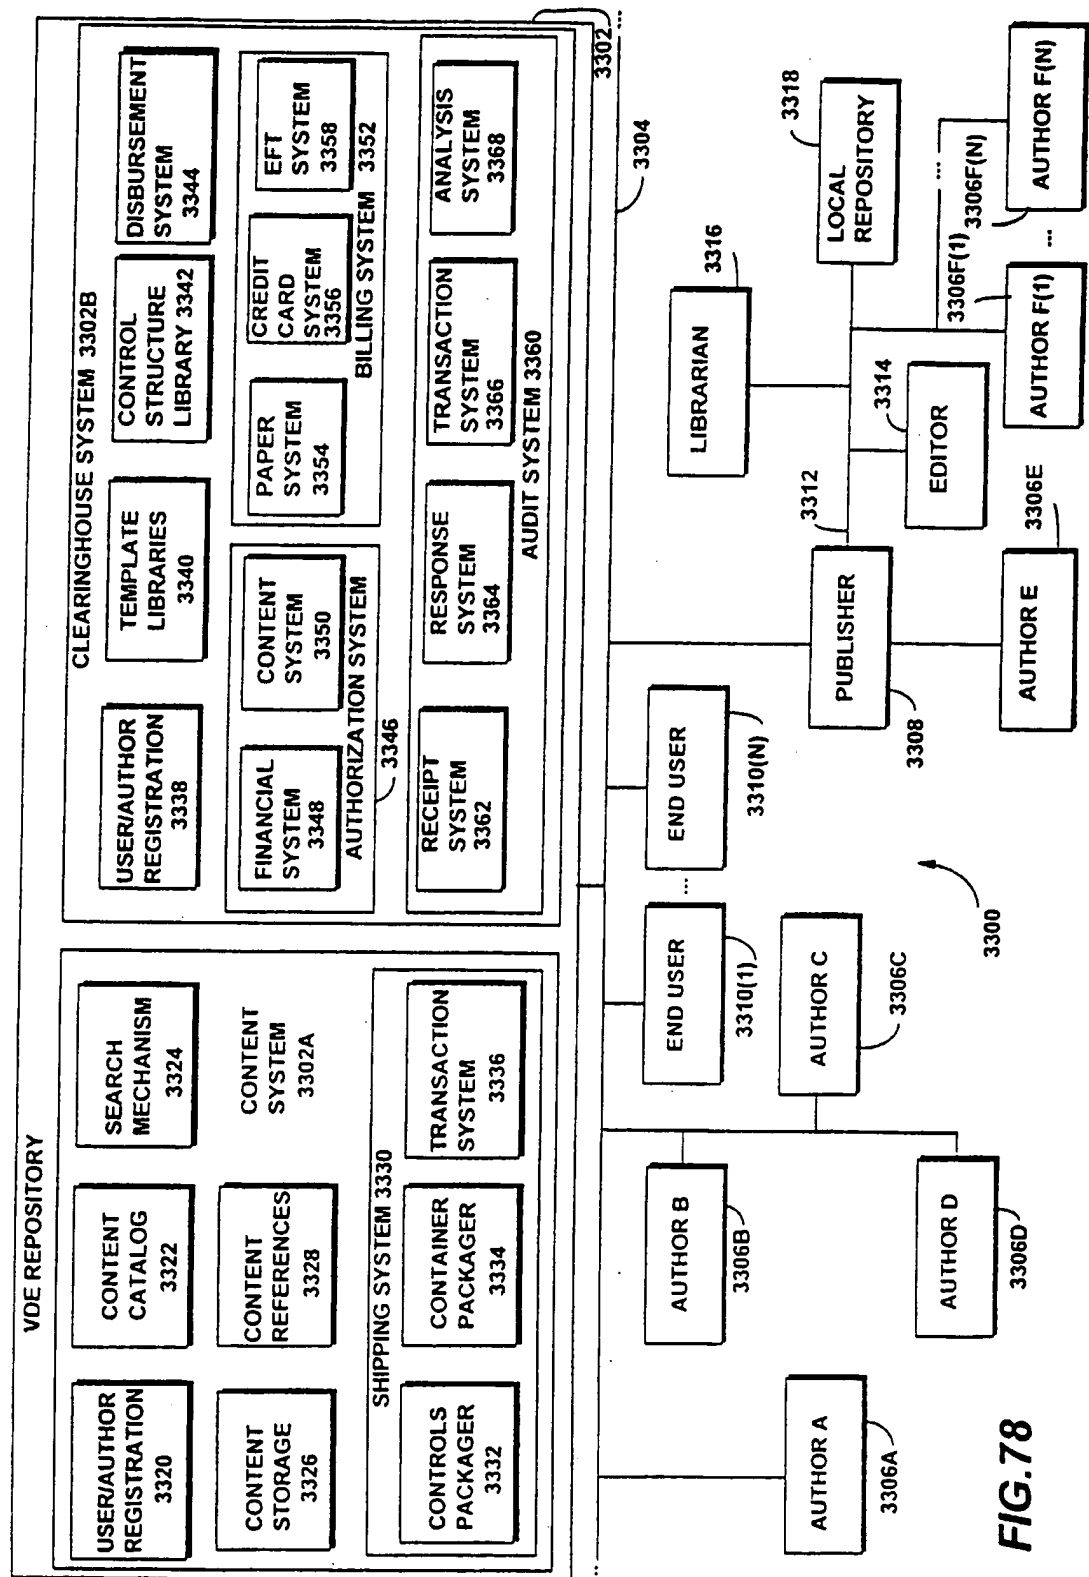 VDE REPOSITORY
USER/AUTHOR
REGISTRATION
3320
CONTENT
CATALOG
3322
SEARCH
MECHANISM
3324
CONTENT
STORAGE
3326
CONTENT
REFERENCES
3328
CONTENT
SYSTEM
3302A
SHIPPING SYSTEM 3330
CONTROLS
PACKAGER
3332
CONTAINER
PACKAGER
3334
TRANSACTION
SYSTEM
3336
CLEARINGHOUSE SYSTEM 3302B
USER/AUTHOR
REGISTRATION
3338
TEMPLATE
LIBRARIES
3340
CONTROL
STRUCTURE
LIBRARY 3342
DISBURSEMENT
SYSTEM
3344
FINANCIAL
SYSTEM
3348
CONTENT
SYSTEM
3350
AUTHORIZATION SYSTEM
3346
PAPER
SYSTEM
3354
CREDIT
CARD
SYSTEM
3356
EFT
SYSTEM
3358
BILLING SYSTEM 3352
RECEIPT
SYSTEM
3362
RESPONSE
SYSTEM
3364
TRANSACTION
SYSTEM
3366
ANALYSIS
SYSTEM
3368
AUDIT SYSTEM 3360
3302
...
...
3304
AUTHOR A
3306A
AUTHOR B
3306B
AUTHOR C
3306C
AUTHOR D
3306D
END USER
3310(1)
...
END USER
3310(N)
3300
PUBLISHER
3308
3312
AUTHOR E
3306E
EDITOR
3314
LIBRARIAN
3316
LOCAL
REPOSITORY
3318
3306F(1)
...
3306F(N)
AUTHOR F(1)
...
AUTHOR F(N)
FIG.78